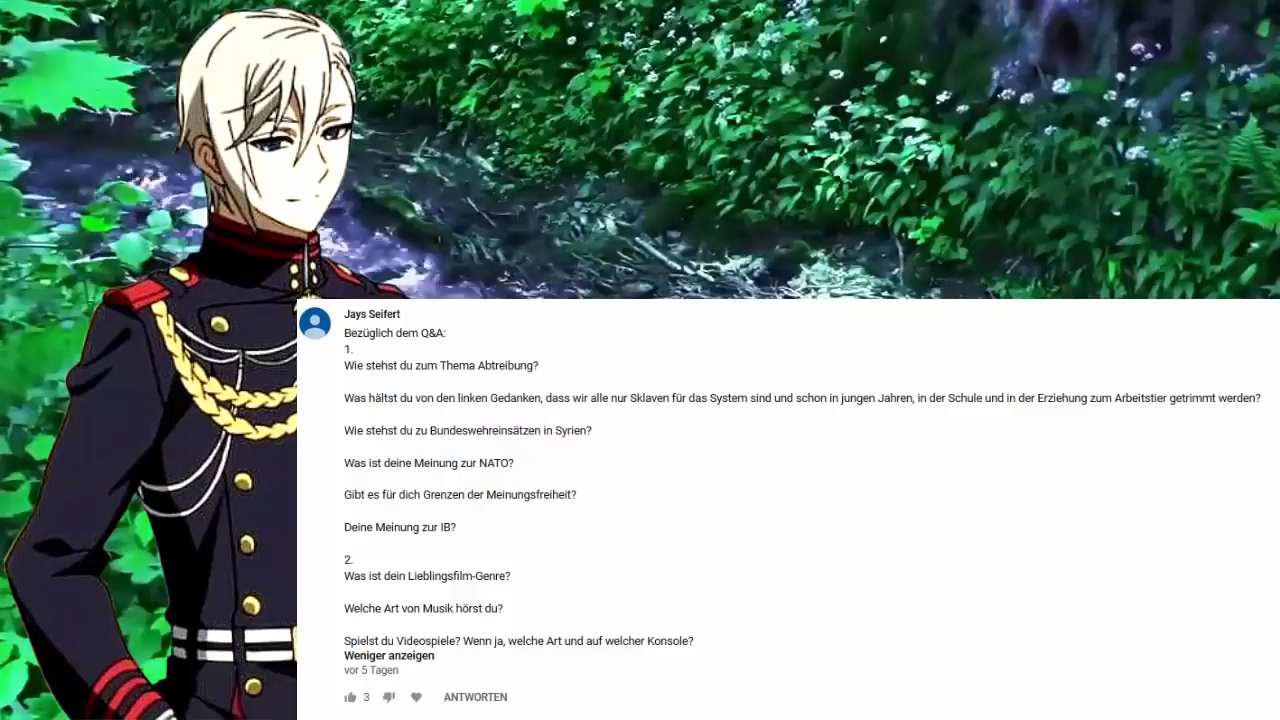 Jays Seifert
Bezüglich dem Q&A:
1.
Wie stehst du zum Thema Abtreibung?
Was hältst du von den linken Gedanken, dass wir alle nur Sklaven für das System sind und schon in jungen Jahren, in der Schule und in der Erziehung zum Arbeitstier getrimmt werden?
Wie stehst du zu Bundeswehreinsätzen in Syrien?
Was ist deine Meinung zur NATO?
Gibt es für dich Grenzen der Meinungsfreiheit?
Deine Meinung zur IB?
2.
Was ist dein Lieblingsfilm-Genre?
Welche Art von Musik hörst du?
Spielst du Videospiele? Wenn ja, welche Art und auf welcher Konsole?
Weniger anzeigen
vor 5 Tagen
3 ANTWORTEN